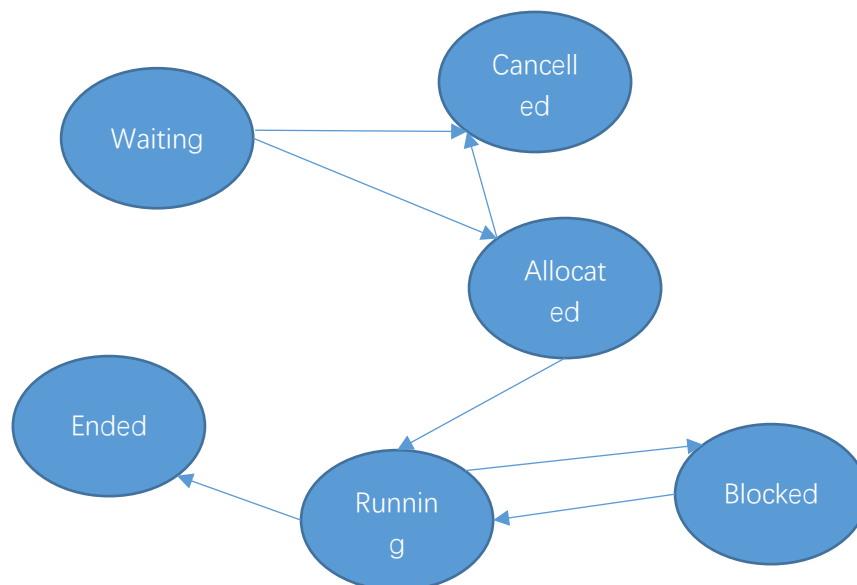 Cancell
ed
Waiting
Allocat
ed
Ended
Runnin
g
Blocked